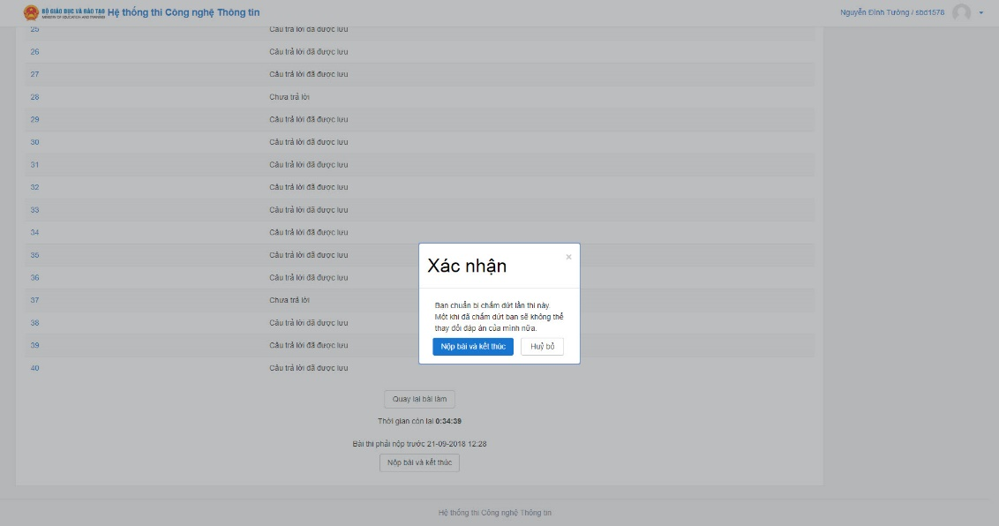 BỘ GIÁO DỤC VÀ ĐÀO TẠO
MINISTRY OF EDUCATION AND TRAINING
Hệ thống thi Công nghệ Thông tin
Nguyễn Đình Tường / sbd1578
25 Câu trả lời đã được lưu
26 Câu trả lời đã được lưu
27 Câu trả lời đã được lưu
28 Chưa trả lời
29 Câu trả lời đã được lưu
30 Câu trả lời đã được lưu
31 Câu trả lời đã được lưu
32 Câu trả lời đã được lưu
33 Câu trả lời đã được lưu
34 Câu trả lời đã được lưu
35 Câu trả lời đã được lưu
36 Câu trả lời đã được lưu
37 Chưa trả lời
38 Câu trả lời đã được lưu
39 Câu trả lời đã được lưu
40 Câu trả lời đã được lưu
Xác nhận
×
Bạn chuẩn bị chấm dứt lần thi này.
Một khi đã chấm dứt bạn sẽ không thể
thay đổi đáp án của mình nữa.
Nộp bài và kết thúc
Huỷ bỏ
Quay lại bài làm
Thời gian còn lại 0:34:39
Bài thi phải nộp trước 21-09-2018 12:28
Nộp bài và kết thúc
Hệ thống thi Công nghệ Thông tin